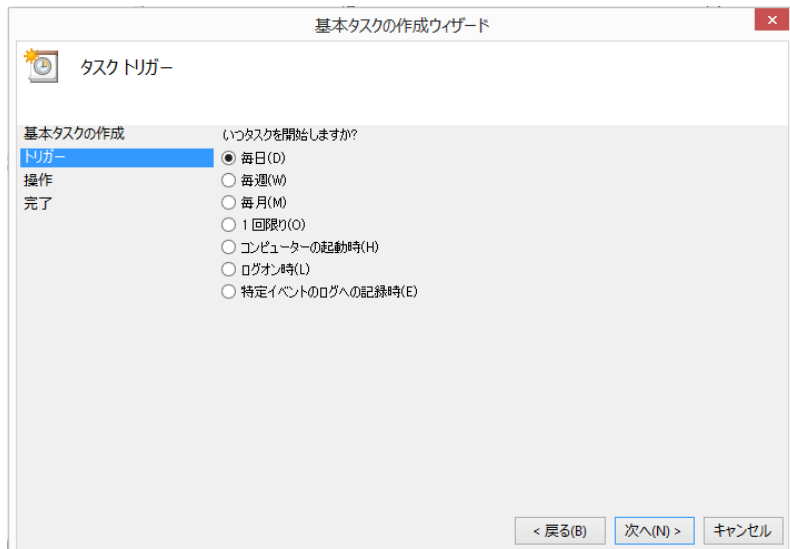 基本タスクの作成ウィザード
タスク トリガー
基本タスクの作成
トリガー
操作
完了
いつタスクを開始しますか?
毎日(D)
毎週(W)
毎月(M)
1 回限り(O)
コンピューターの起動時(H)
ログオン時(L)
特定イベントのログへの記録時(E)
< 戻る(B)
次へ(N) >
キャンセル